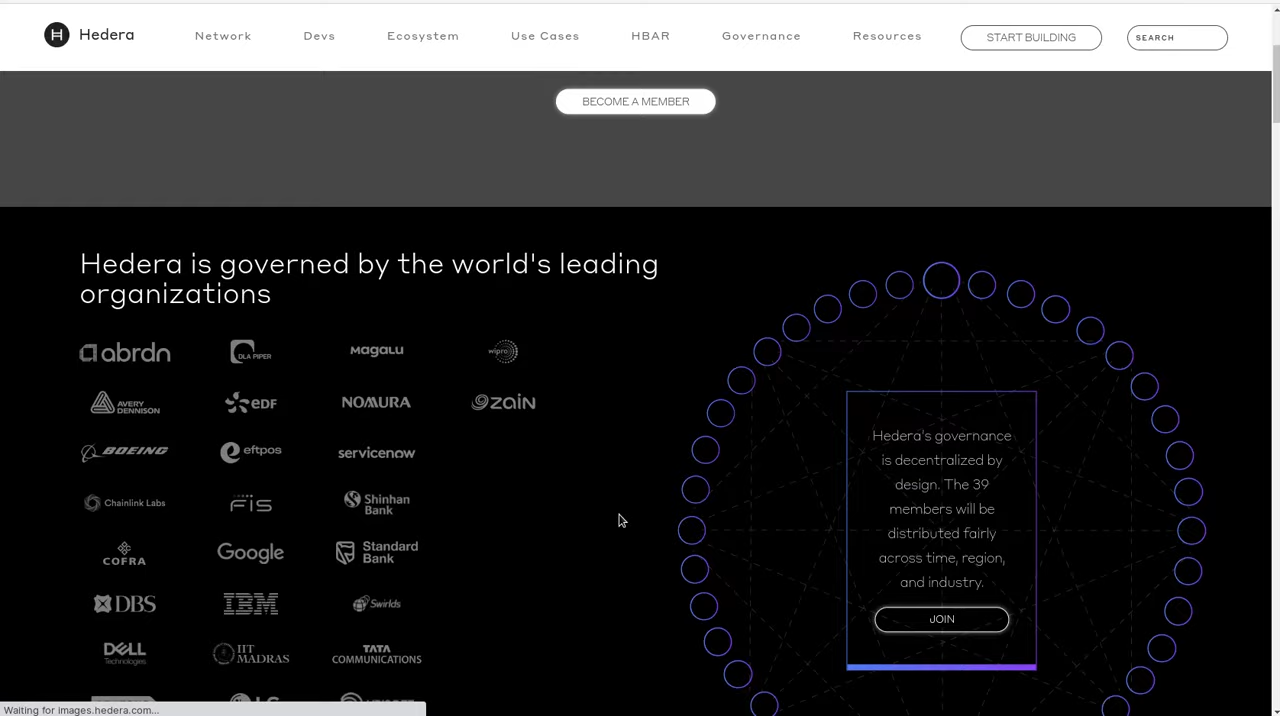 Hedera
Network
Devs
Ecosystem
Use Cases
HBAR
Governance
Resources
START BUILDING
SEARCH
BECOME A MEMBER
Hedera is governed by the world's leading
organizations
abrdn
DLA PIPER
MAGALU
wipro
AVERY
DENNISON
eDF
NOMURA
zain
BOEING
eftpos
servicenow
Chainlink Labs
FIS
Shinhan
Bank
COFRA
Google
Standard
Bank
DBS
IBM
Swirlds
DELL
Technologies
IIT
MADRAS
TATA
COMMUNICATIONS
Hedera's governance
is decentralized by
design. The 39
members will be
distributed fairly
across time, region,
and industry.
JOIN
Waiting for images.hedera.com...